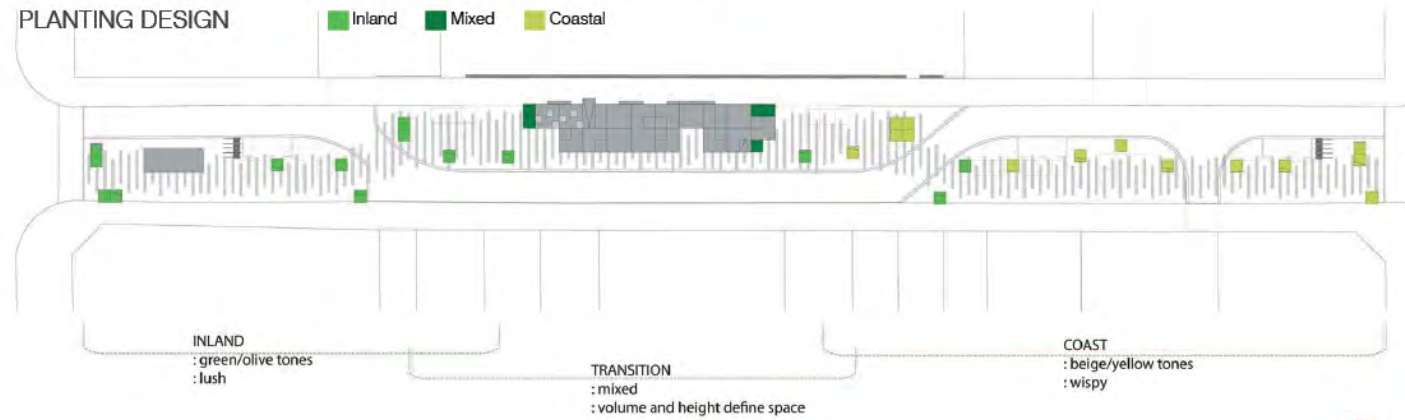 PLANTING DESIGN
Inland
Mixed
Coastal
INLAND
: green/olive tones
: lush
TRANSITION
: mixed
: volume and height define space
COAST
: beige/yellow tones
: wispy